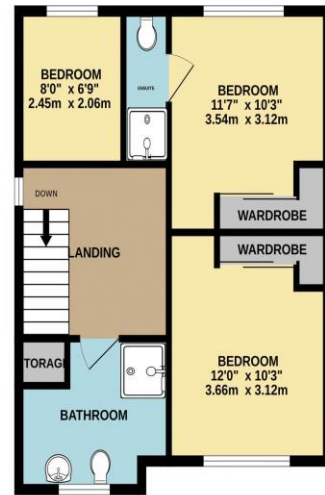 BEDROOM
8'0" x 6'9"
2.45m x 2.06m
ENSUITE
BEDROOM
11'7" x 10'3"
3.54m x 3.12m
WARDROBE
WARDROBE
DOWN
LANDING
TORAG
BEDROOM
12'0" x 10'3"
3.66m x 3.12m
BATHROOM